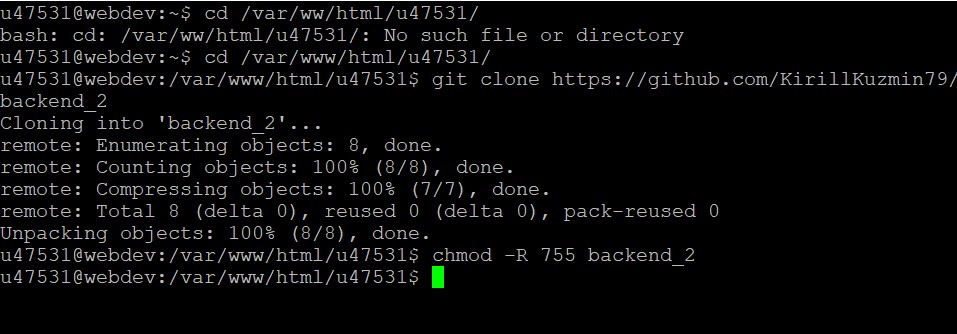 u47531@webdev:~$ cd /var/ww/html/u47531/
bash: cd: /var/ww/html/u47531/: No such file or directory
u47531@webdev:~$ cd /var/www/html/u47531/
u47531@webdev:/var/www/html/u47531$ git clone https://github.com/KirillKuzmin79/
backend_2
Cloning into 'backend_2'...
remote: Enumerating objects: 8, done.
remote: Counting objects: 100% (8/8), done.
remote: Compressing objects: 100% (7/7), done.
remote: Total 8 (delta 0), reused 0 (delta 0), pack-reused 0
Unpacking objects: 100% (8/8), done.
u47531@webdev:/var/www/html/u47531$ chmod -R 755 backend_2
u47531@webdev:/var/www/html/u47531$